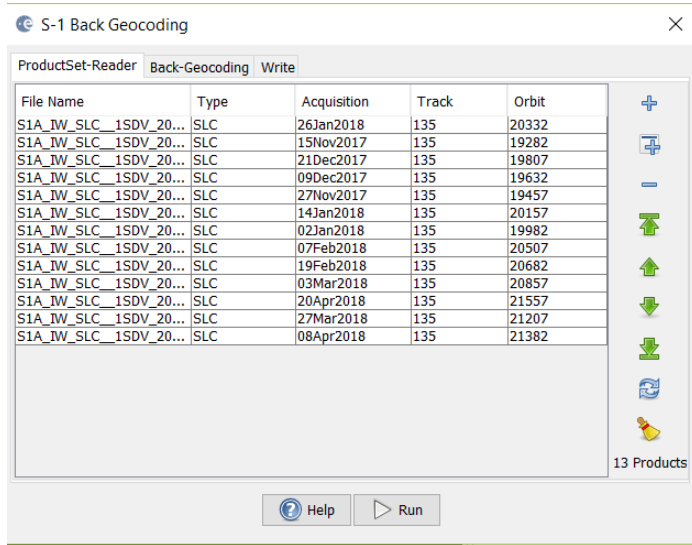 S-1 Back Geocoding
ProductSet-Reader Back-Geocoding Write
File Name Type Acquisition Track Orbit
S1A_IW_SLC__1SDV_20... SLC 26Jan2018 135 20332
S1A_IW_SLC__1SDV_20... SLC 15Nov2017 135 19282
S1A_IW_SLC__1SDV_20... SLC 21Dec2017 135 19807
S1A_IW_SLC__1SDV_20... SLC 09Dec2017 135 19632
S1A_IW_SLC__1SDV_20... SLC 27Nov2017 135 19457
S1A_IW_SLC__1SDV_20... SLC 14Jan2018 135 20157
S1A_IW_SLC__1SDV_20... SLC 02Jan2018 135 19982
S1A_IW_SLC__1SDV_20... SLC 07Feb2018 135 20507
S1A_IW_SLC__1SDV_20... SLC 19Feb2018 135 20682
S1A_IW_SLC__1SDV_20... SLC 03Mar2018 135 20857
S1A_IW_SLC__1SDV_20... SLC 20Apr2018 135 21557
S1A_IW_SLC__1SDV_20... SLC 27Mar2018 135 21207
S1A_IW_SLC__1SDV_20... SLC 08Apr2018 135 21382
13 Products
Help Run